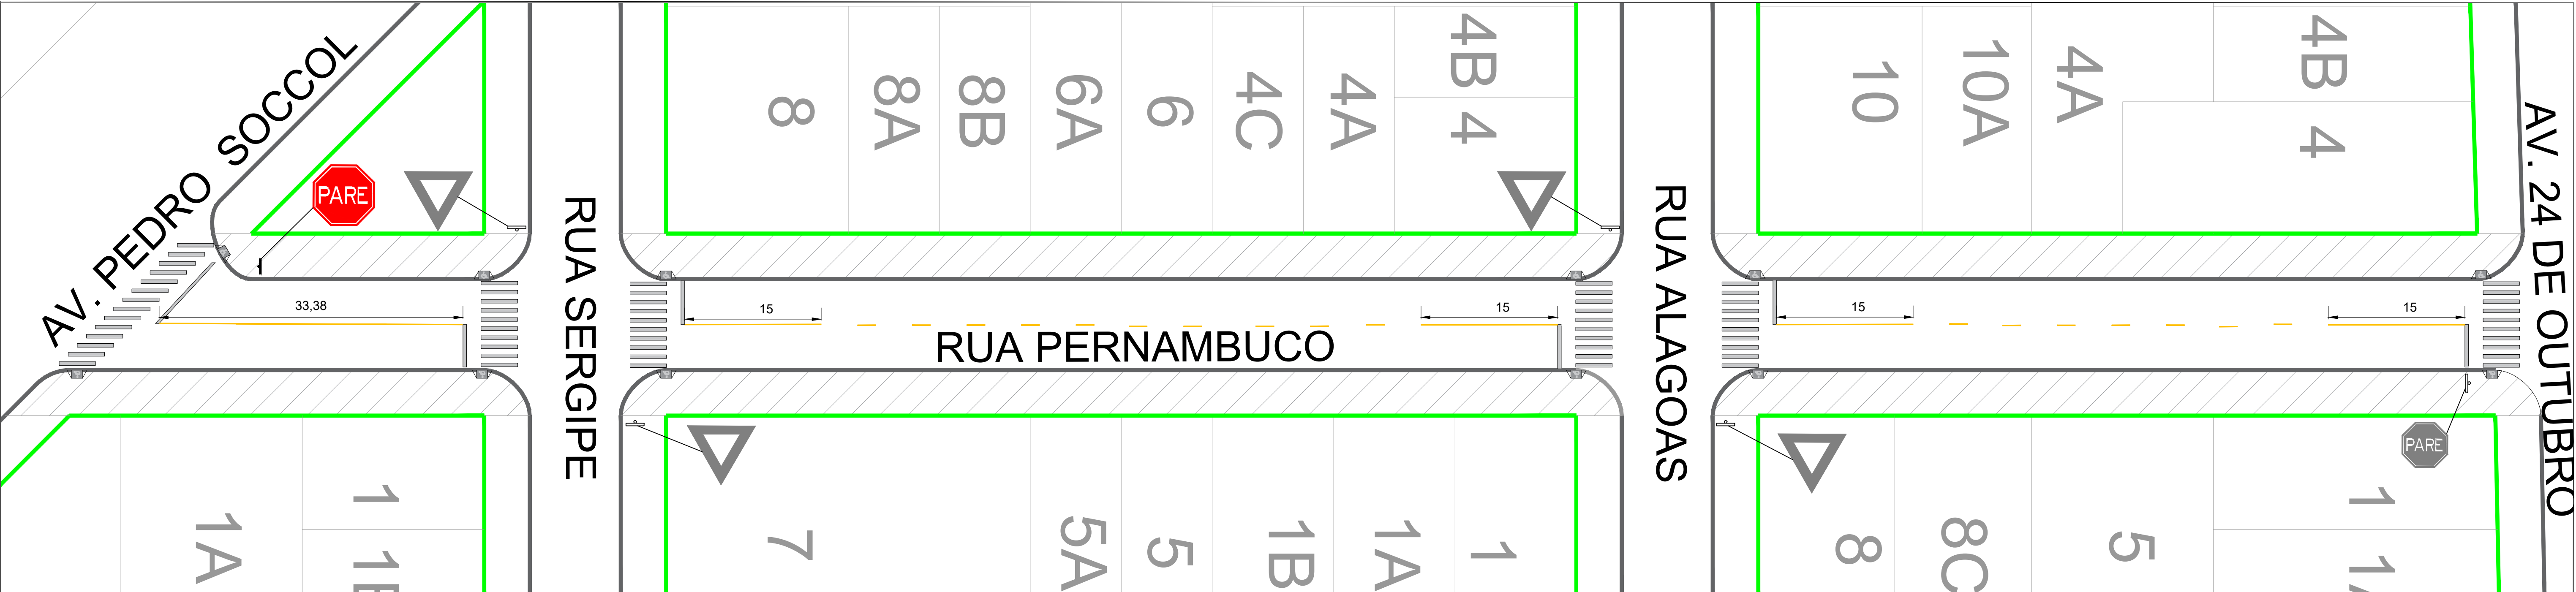 AV. PEDRO SOCCOL
PARE
33,38
1A
1
RUA SERGIPE
8
8A
8B
6A
6
4C
4A
4B
4
15
15
RUA PERNAMBUCO
7
5A
5
1B
1A
1
RUA ALAGOAS
10
10A
4A
4B
4
15
15
8
8C
5
1
PARE
AV. 24 DE OUTUBRO